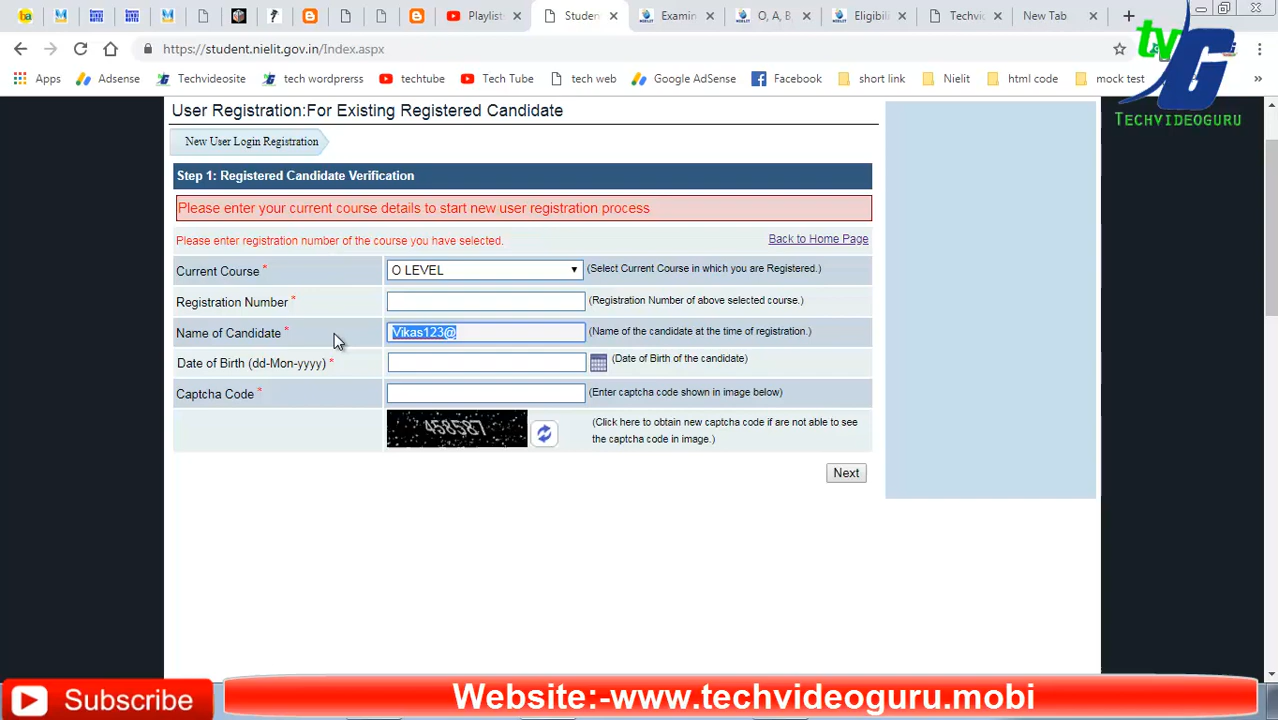 Playlist
Studen
Examin
O, A,
Eligibili
Techvid
New Tab
https://student.nielit.gov.in/Index.aspx
Apps
Adsense
Techvideosite
tech wordprerss
techtube
Tech Tube
tech web
Google AdSense
Facebook
short link
Nielit
html code
mock test
»
tvG
TECHVIDEOGURU
User Registration:For Existing Registered Candidate
New User Login Registration
Step 1: Registered Candidate Verification
Please enter your current course details to start new user registration process
Please enter registration number of the course you have selected.
Back to Home Page
Current Course *
O LEVEL
(Select Current Course in which you are Registered.)
Registration Number *
(Registration Number of above selected course.)
Name of Candidate *
Vikas123@
(Name of the candidate at the time of registration.)
Date of Birth (dd-Mon-yyyy) *
(Date of Birth of the candidate)
Captcha Code *
(Enter captcha code shown in image below)
458587
(Click here to obtain new captcha code if are not able to see
the captcha code in image.)
Next
Subscribe
Website:-www.techvideoguru.mobi